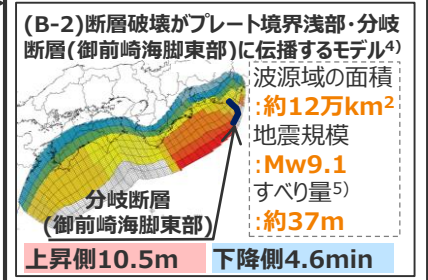 (B-2)断層破壊がプレート境界浅部・分岐
断層(御前崎海脚東部)に伝播するモデル4)
波源域の面積
:約12万km2
地震規模
:Mw9.1
すべり量5)
:約37m
分岐断層
(御前崎海脚東部)
上昇側10.5m 下降側4.6min